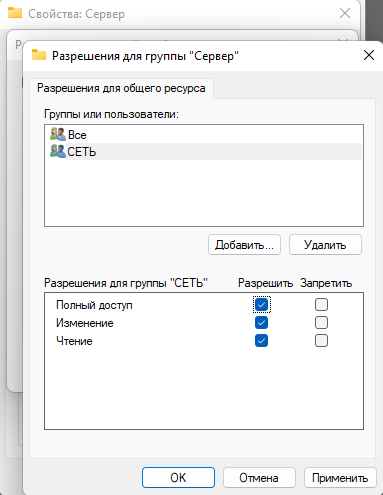 Свойства: Сервер
Разрешения для группы "Сервер"
Разрешения для общего ресурса
Группы или пользователи:
Все
СЕТЬ
Добавить...
Удалить
Разрешения для группы "СЕТЬ" Разрешить Запретить
Полный доступ
Изменение
Чтение
OK
Отмена
Применить